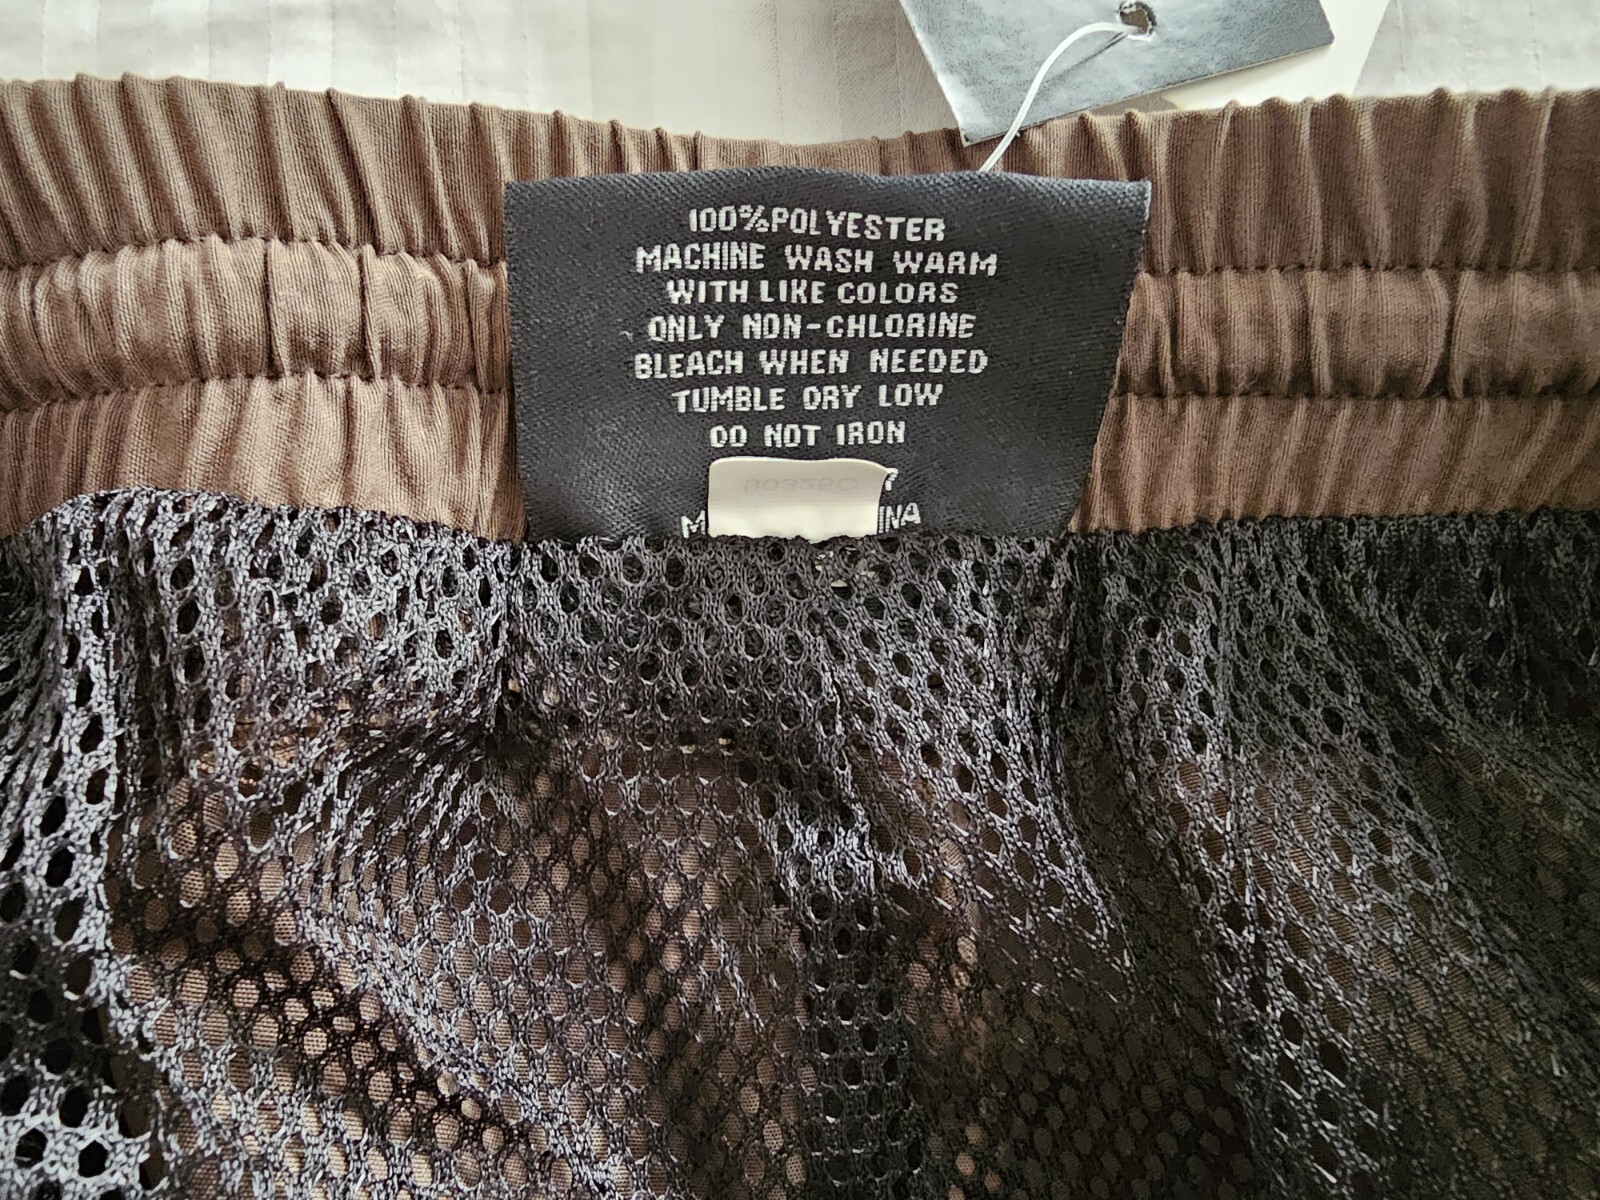 100%POLYESTER
MACHINE WASH WARM
WITH LIKE COLORS
ONLY NON-CHLORINE
BLEACH WHEN NEEDED
TUMBLE DRY LOW
DO NOT IRON